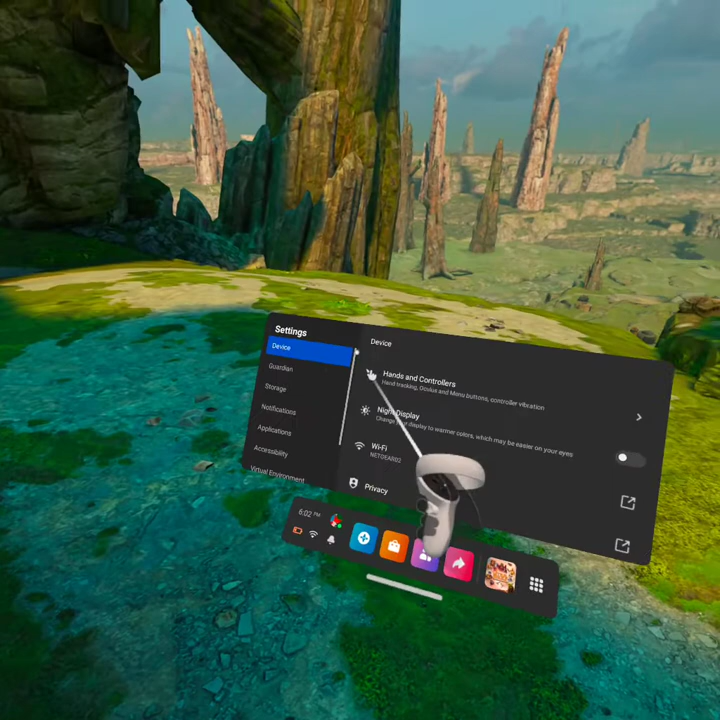 Settings
Device
Guardian
Storage
Notifications
Applications
Accessibility
Virtual Environment
Device
Hands and Controllers
Hand tracking, Oculus and Menu buttons, controller vibration
Night Display
Change your display to warmer colors, which may be easier on your eyes
Wi-Fi
NETGEAR02
Privacy
6:02 PM